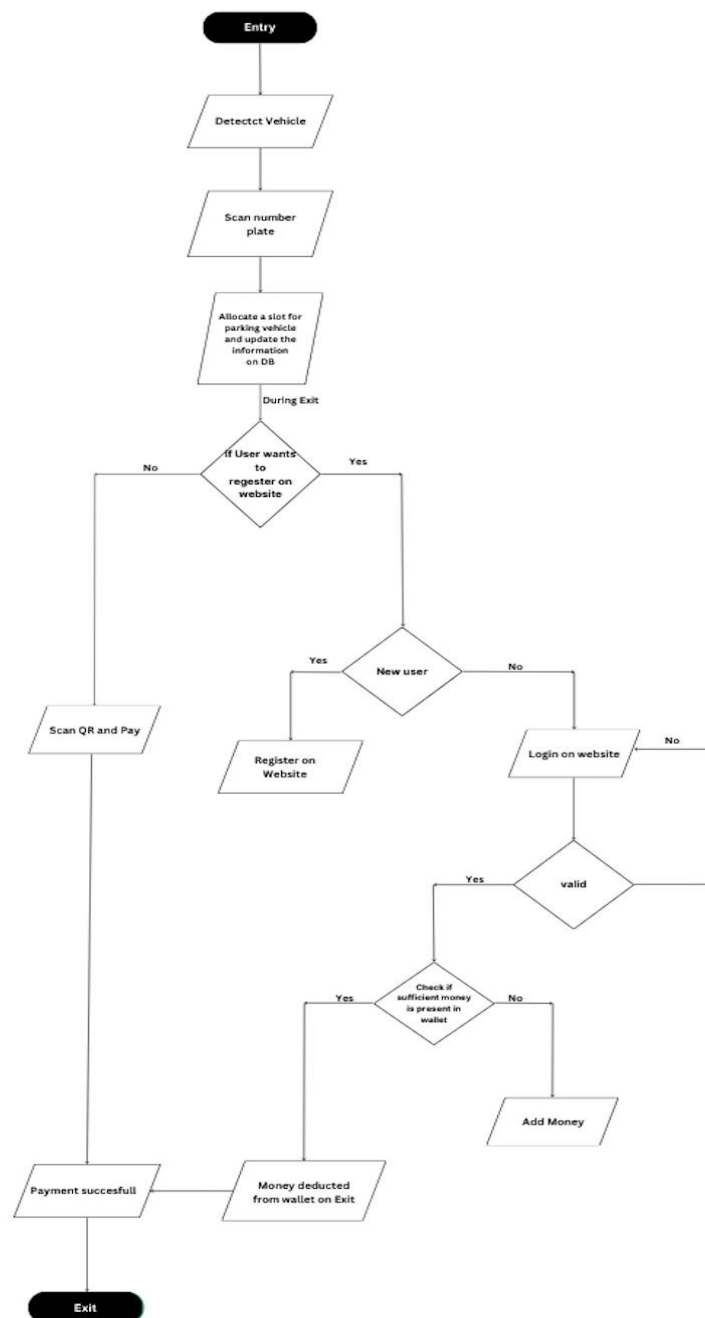 Entry
Detectct Vehicle
Scan number
plate
Allocate a slot for
parking vehicle
and update the
information
on DB
During Exit
If User wants
to
regester on
website
No
Yes
New user
Yes
No
Scan QR and Pay
Register on
Website
Login on website
No
valid
Yes
Check if
sufficient money
is present in
wallet
Yes
No
Add Money
Payment succesfull
Money deducted
from wallet on Exit
Exit